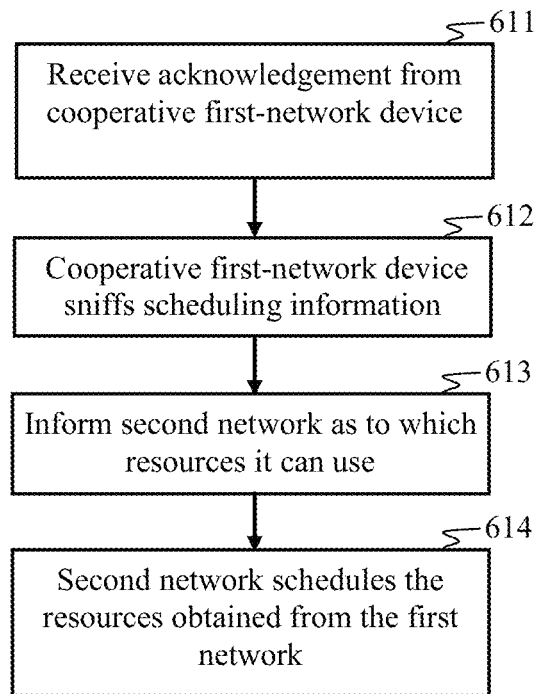 611
Receive acknowledgement from
cooperative first-network device
612
Cooperative first-network device
sniffs scheduling information
613
Inform second network as to which
resources it can use
614
Second network schedules the
resources obtained from the first
network